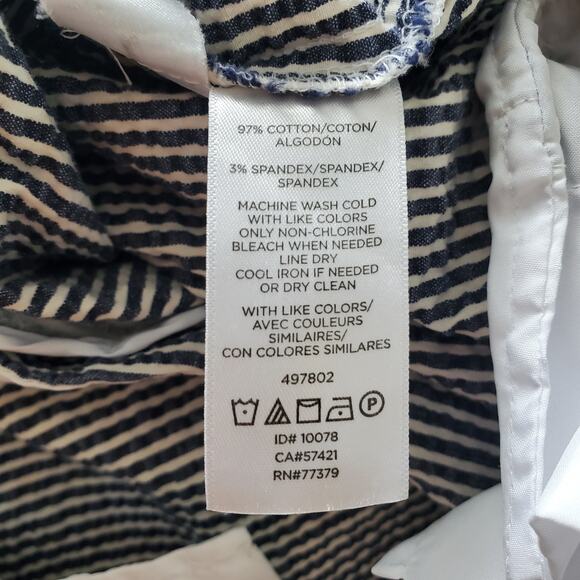 97% COTTON/COTON/
ALGODÓN
3% SPANDEX/SPANDEX/
SPANDEX
MACHINE WASH COLD
WITH LIKE COLORS
ONLY NON-CHLORINE
BLEACH WHEN NEEDED
LINE DRY
COOL IRON IF NEEDED
OR DRY CLEAN
WITH LIKE COLORS/
AVEC COULEURS
SIMILAIRES/
CON COLORES SIMILARES
497802
P
ID# 10078
CA#57421
RN#77379